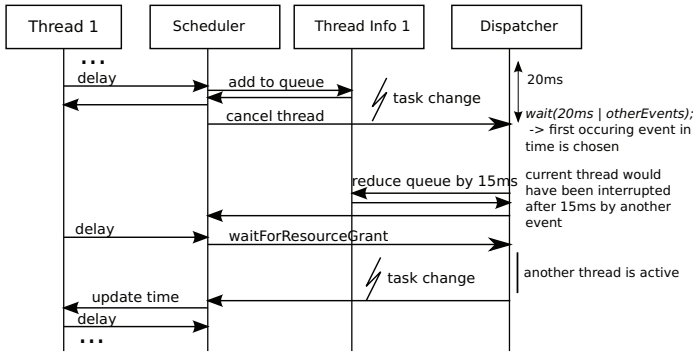 Thread 1
Scheduler
Thread Info 1
Dispatcher
...
delay
add to queue
20ms
task change
cancel thread
wait(20ms | otherEvents);
-> first occuring event in
time is chosen
reduce queue by 15ms
current thread would
have been interrupted
after 15ms by another
event
delay
waitForResourceGrant
task change
another thread is active
update time
delay
...